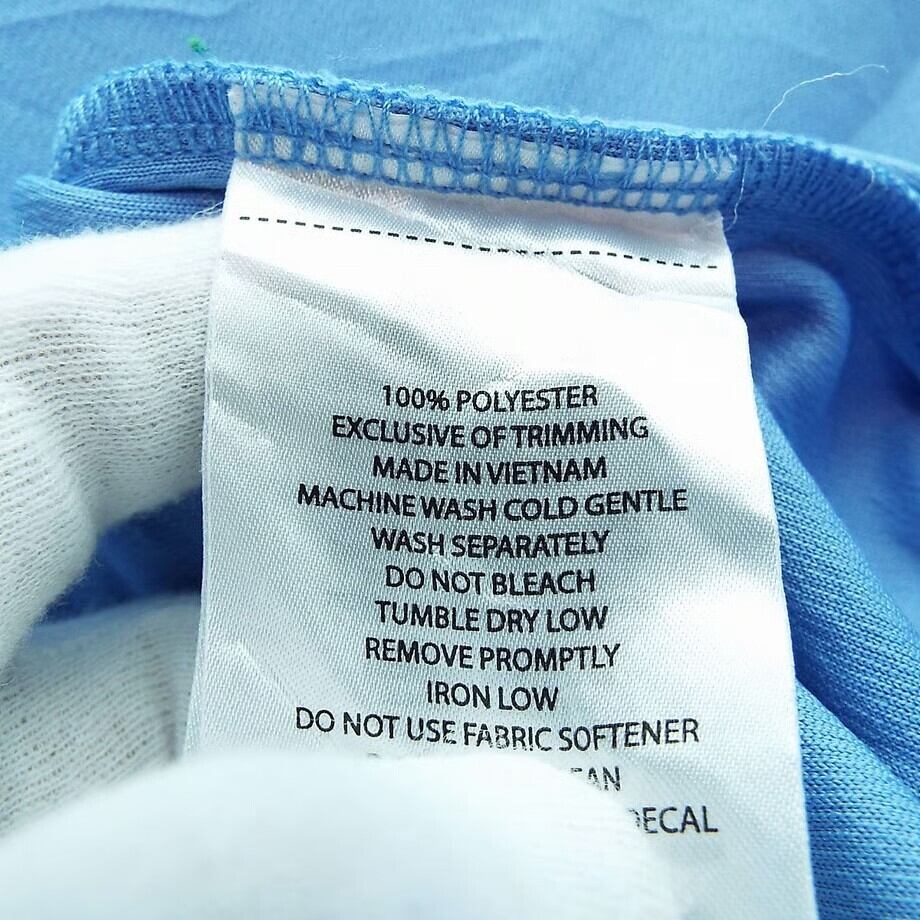 100% POLYESTER
EXCLUSIVE OF TRIMMING
MADE IN VIETNAM
MACHINE WASH COLD GENTLE
WASH SEPARATELY
DO NOT BLEACH
TUMBLE DRY LOW
REMOVE PROMPTLY
IRON LOW
DO NOT USE FABRIC SOFTENER
DECAL